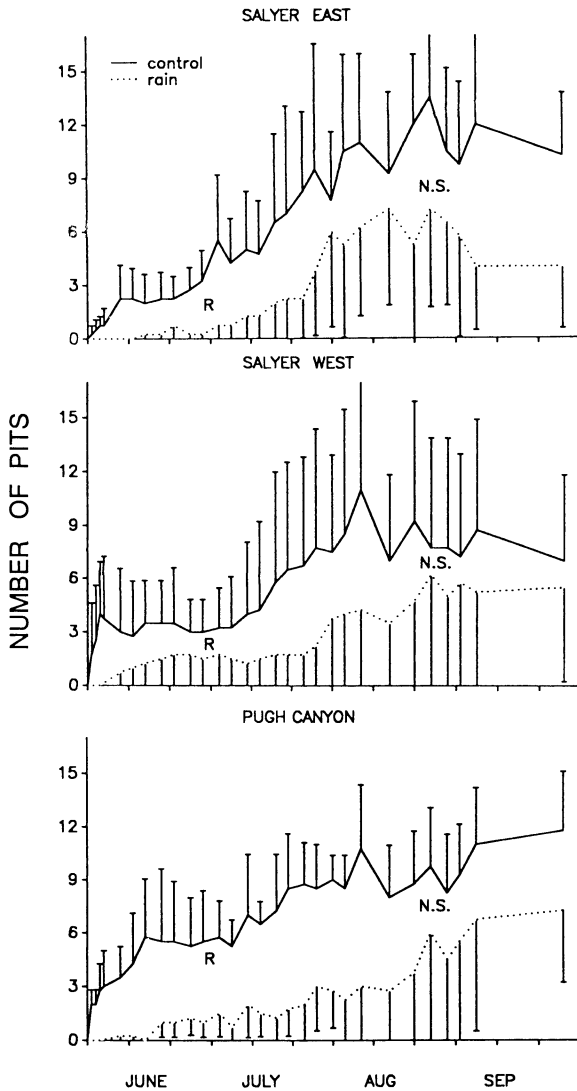 SALYER EAST
15
12
9
6
3
0
control
rain
N.S.
R
SALYER WEST
15
12
9
6
3
0
N.S.
R
NUMBER OF PITS
PUGH CANYON
15
12
9
6
3
0
N.S.
R
JUNE JULY AUG SEP